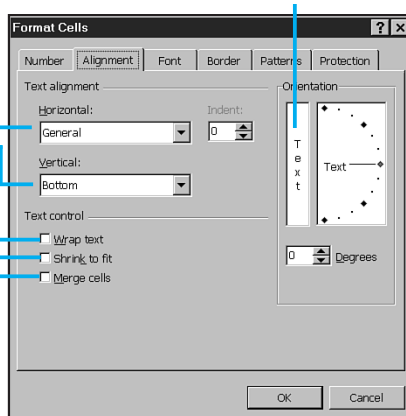 Format Cells ? ×
Number Alignment Font Border Patterns Protection
Text alignment
Horizontal: Indent:
General 0
Vertical:
Bottom
Text control
Wrap text
Shrink to fit
Merge cells
Orientation
T
e
x
t
Text
0 Degrees
OK Cancel